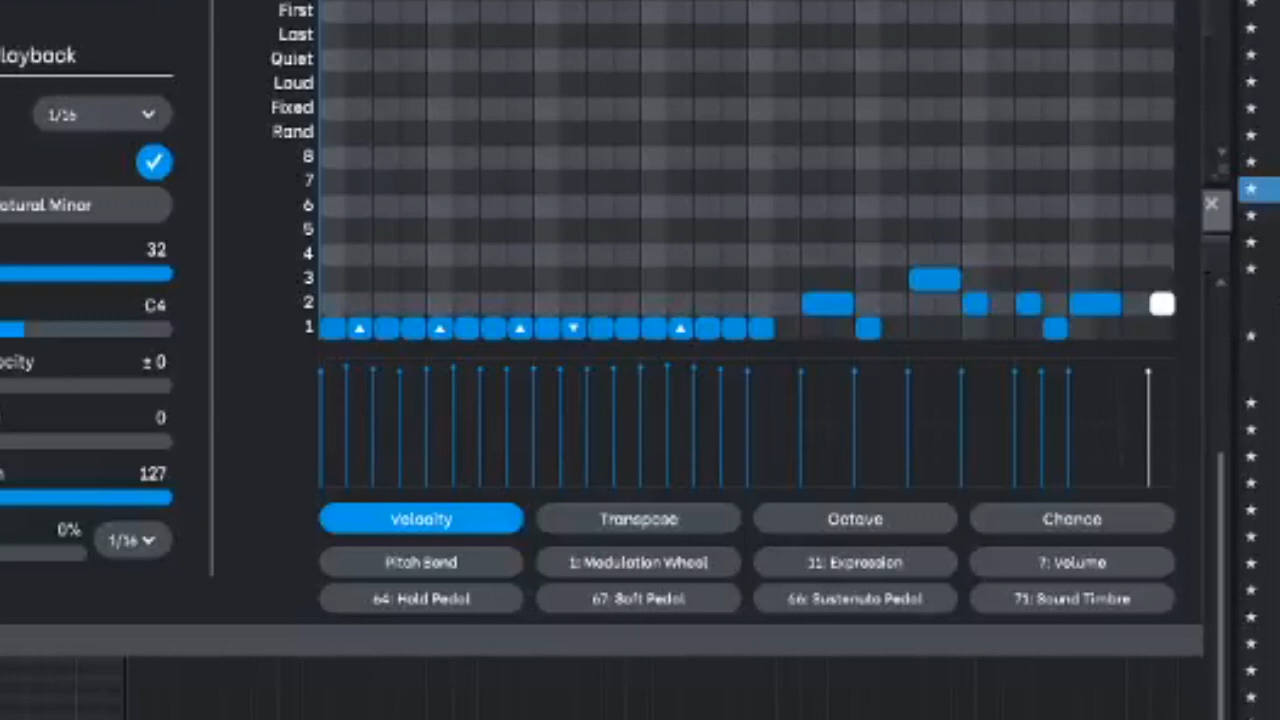 First
Last
layback
Quiet
Loud
1/16
Fixed
Rand
8
7
atural Minor
6
5
32
4
3
C4
2
1
ocity
± 0
0
127
Velocity
Transpose
Octave
Chance
0%
1/16
Pitch Bend
1: Modulation Wheel
11: Expression
7: Volume
64: Hold Pedal
67: Soft Pedal
66: Sustenuto Pedal
71: Sound Timbre